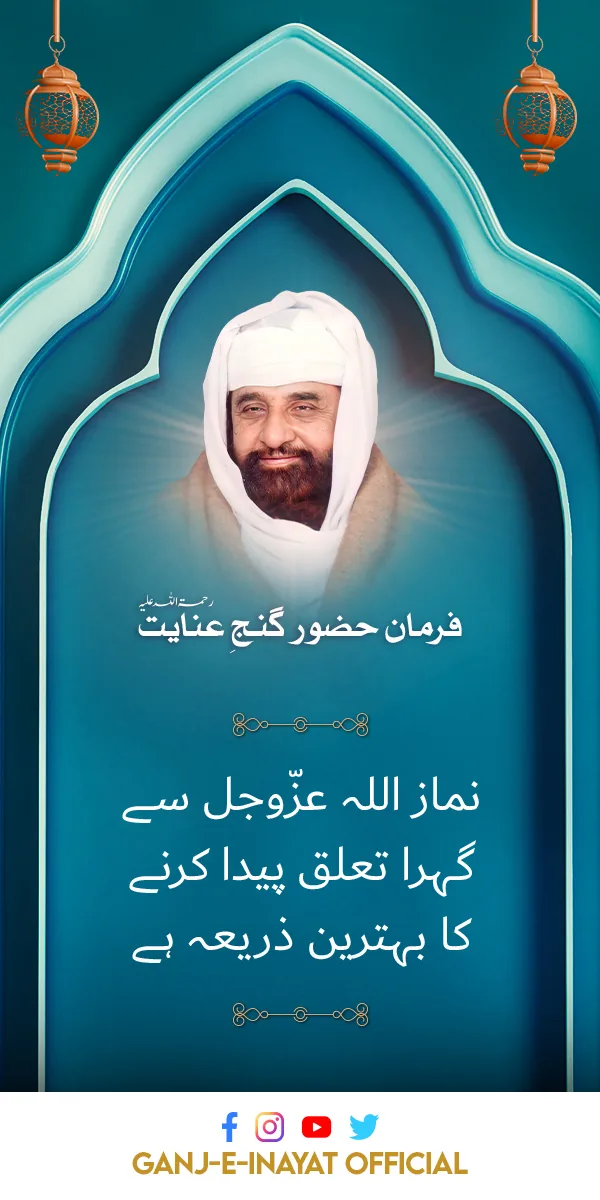 رحمۃ اللہ علیہ
فرمان حضور گنجِ عنایت
نماز اللہ عزّوجل سے
گہرا تعلق پیدا کرنے
کا بہترین ذریعہ ہے
GANJ-E-INAYAT OFFICIAL